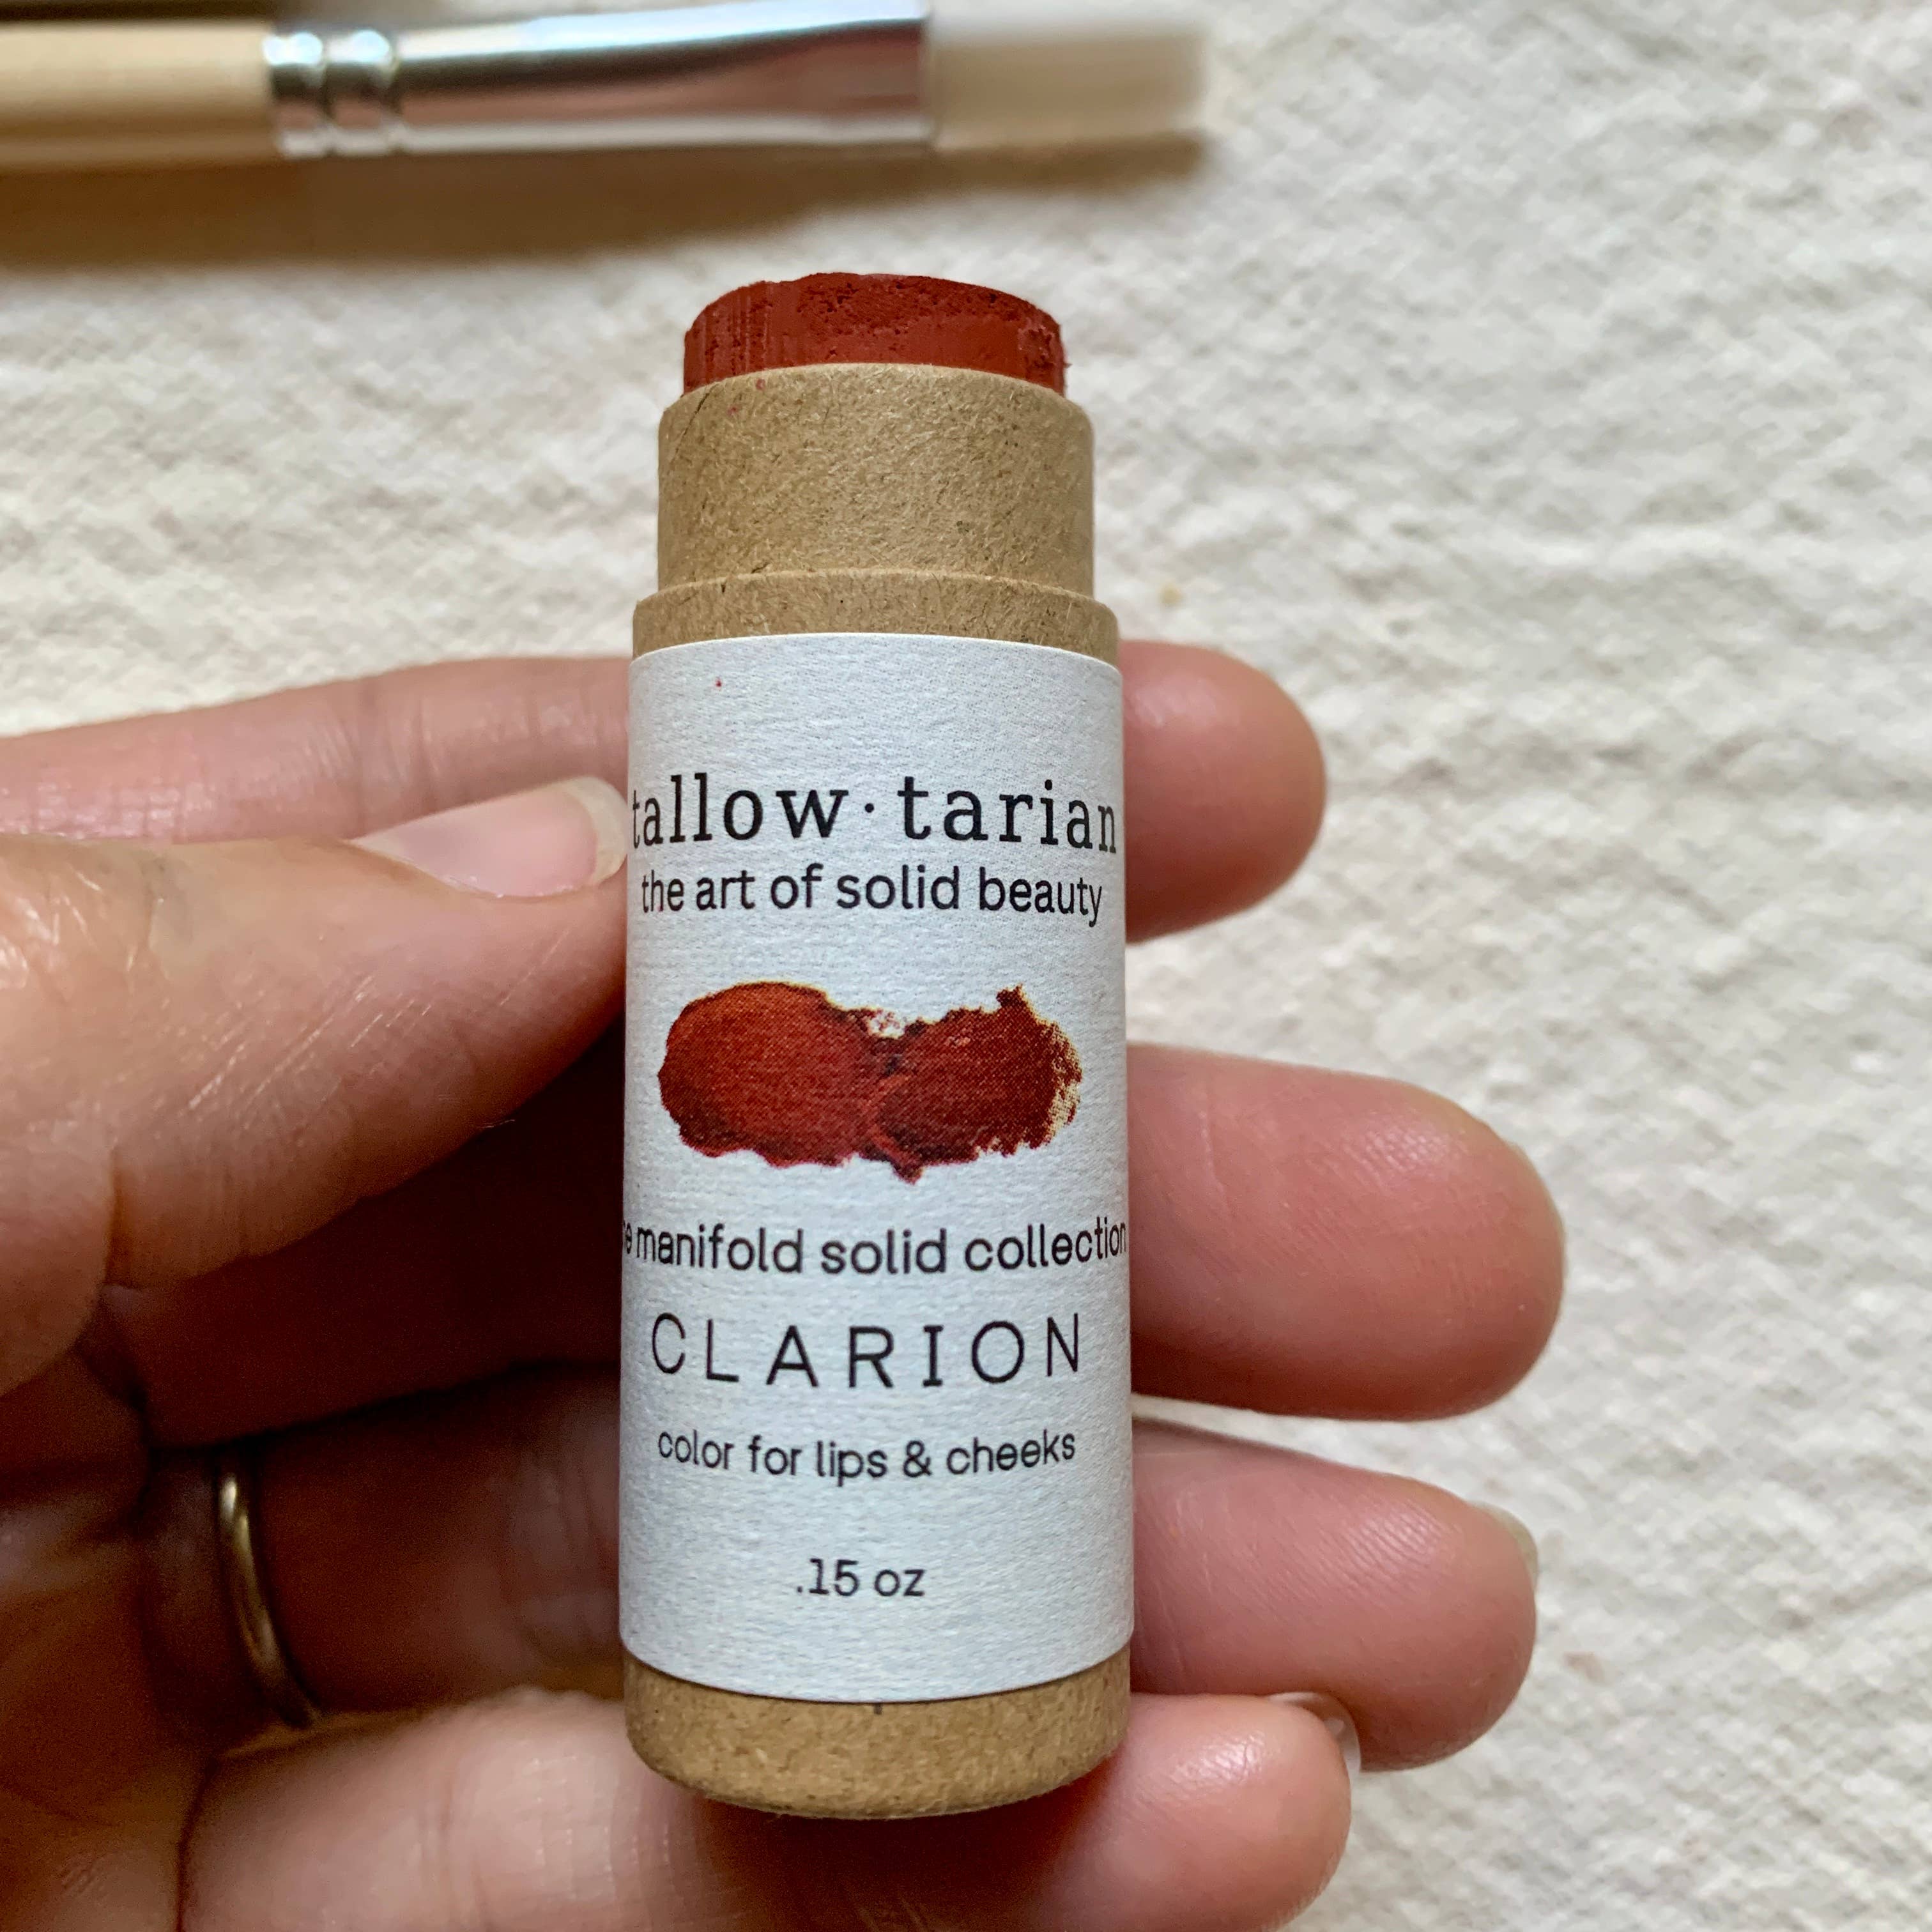 tallow·tarian
the art of solid beauty
manifold solid collection
CLARION
color for lips & cheeks
.15 oz